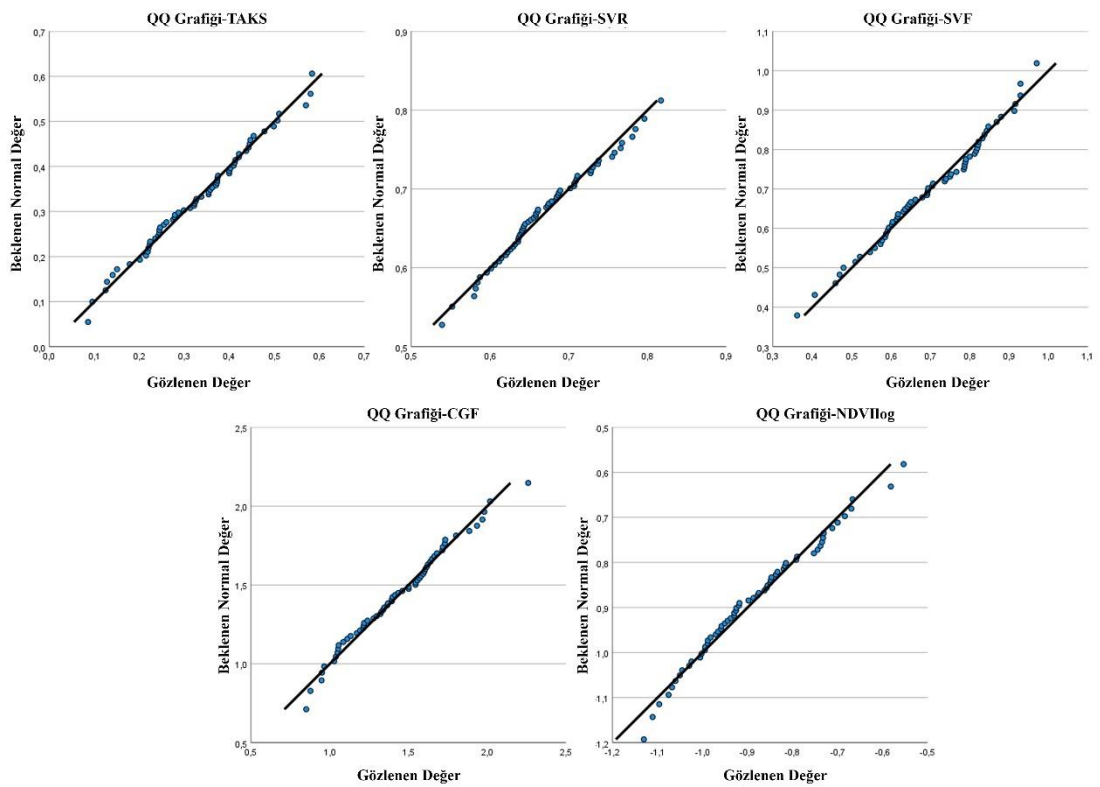 QQ Grafiği-TAKS
0,7
0,6
0,5
0,4
0,3
0,2
0,1
0,0
Beklenen Normal Değer
0,0 0,1 0,2 0,3 0,4 0,5 0,6 0,7
Gözlenen Değer
QQ Grafiği-SVR
0,9
0,8
0,7
0,6
0,5
Beklenen Normal Değer
0,5 0,6 0,7 0,8 0,9
Gözlenen Değer
QQ Grafiği-SVF
1,1
1,0
0,9
0,8
0,7
0,6
0,5
0,4
0,3
Beklenen Normal Değer
0,3 0,4 0,5 0,6 0,7 0,8 0,9 1,0 1,1
Gözlenen Değer
QQ Grafiği-CGF
2,5
2,0
1,5
1,0
0,5
Beklenen Normal Değer
0,5 1,0 1,5 2,0 2,5
Gözlenen Değer
QQ Grafiği-NDVIlog
0,5
0,6
0,7
0,8
0,9
-1,0
-1,1
-1,2
Beklenen Normal Değer
-1,2 -1,1 -1,0 -0,9 -0,8 -0,7 -0,6 -0,5
Gözlenen Değer